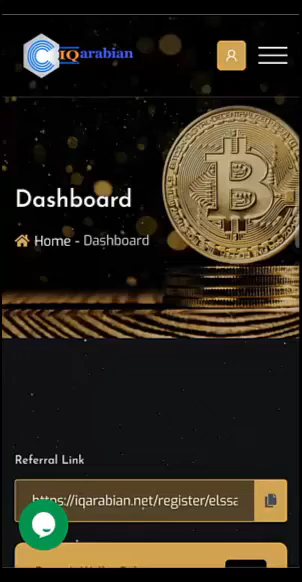 IQarabian
Dashboard
Home - Dashboard
Referral Link
https://iqarabian.net/register/elssa